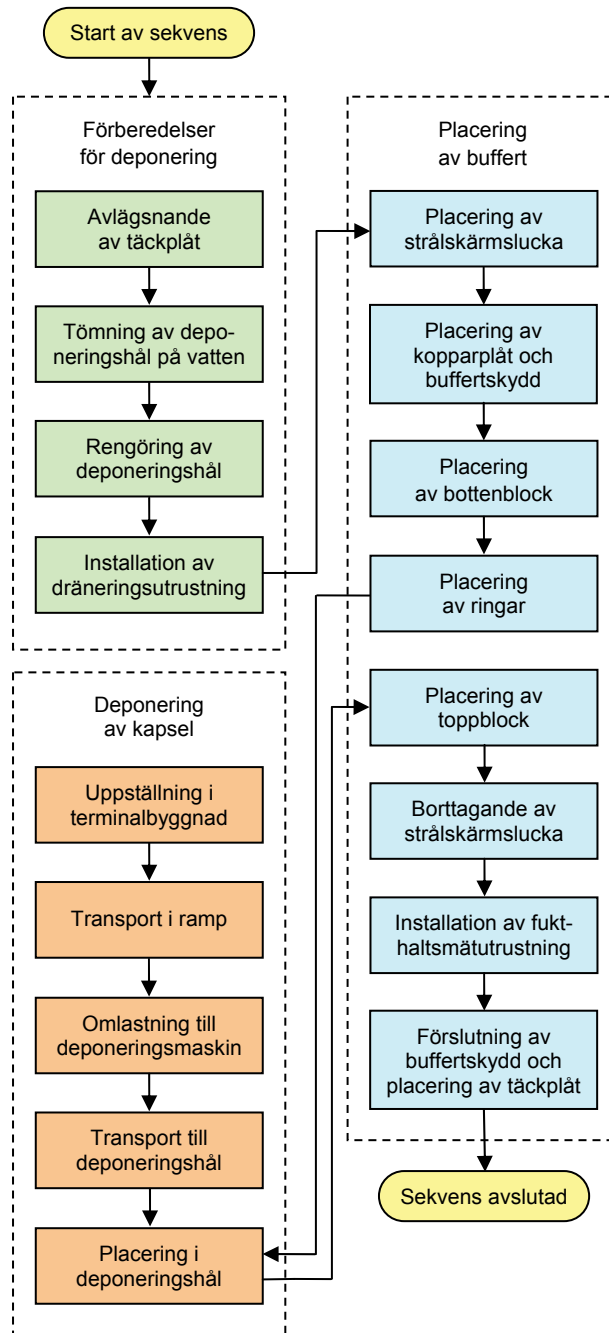 Start av sekvens
Förberedelser
för deponering
Avlägsnande
av täckplåt
Tömning av depo-
neringshål på vatten
Rengöring av
deponeringshål
Installation av
dräneringsutrustning
Placering
av buffert
Placering av
strålskärmslucka
Placering av
kopparplåt och
buffertskydd
Placering
av bottenblock
Placering
av ringar
Placering av
toppblock
Borttagande av
strålskärmslucka
Installation av fukt-
haltsmätutrustning
Förslutning av
buffertskydd och
placering av täckplåt
Sekvens avslutad
Deponering
av kapsel
Uppställning i
terminalbyggnad
Transport i ramp
Omlastning till
deponeringsmaskin
Transport till
deponeringshål
Placering i
deponeringshål